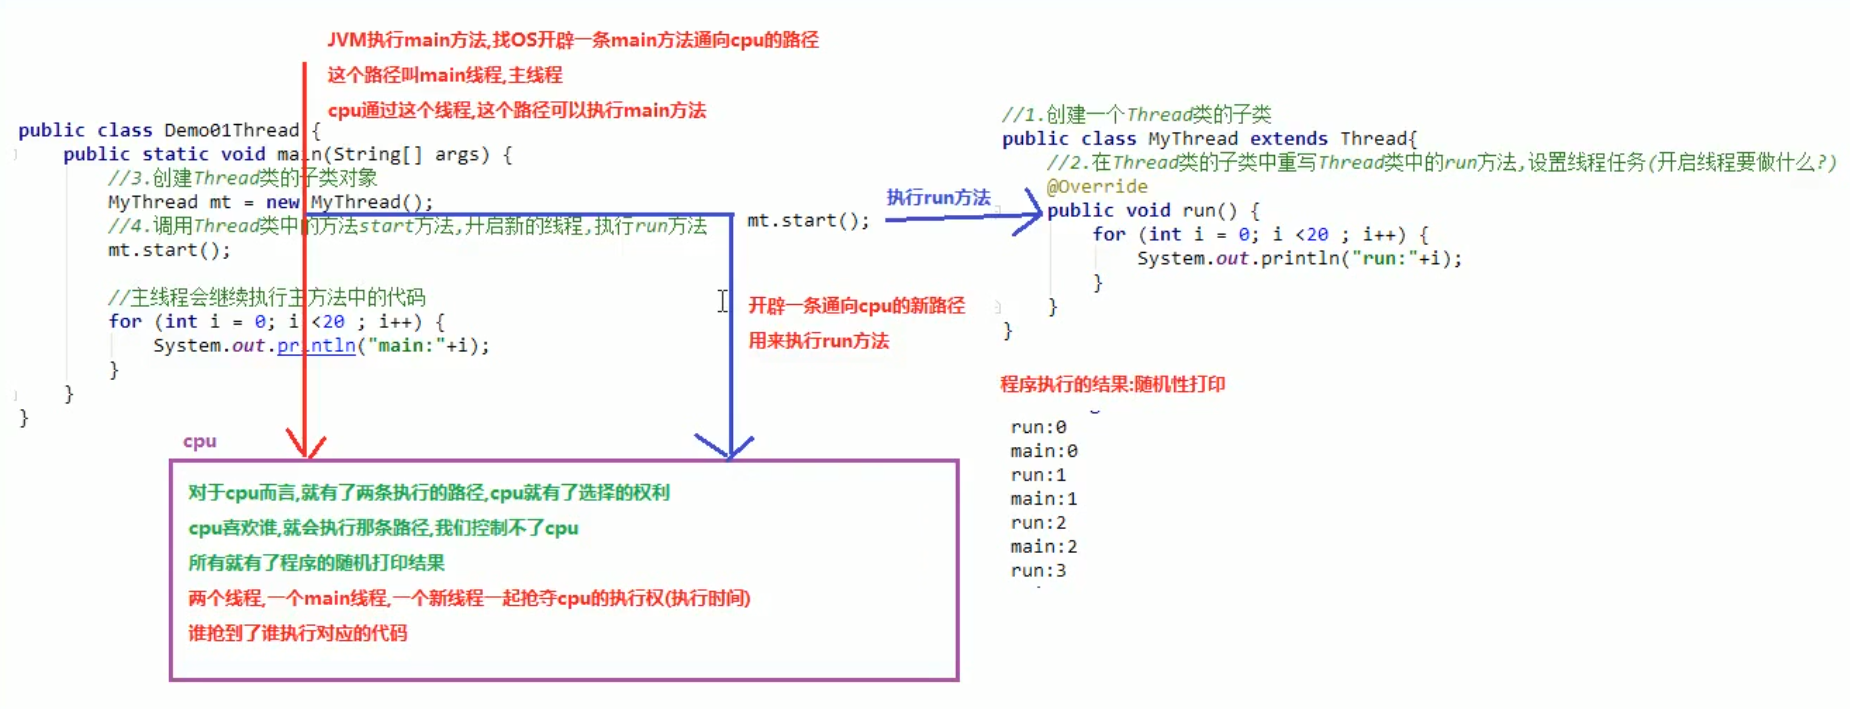 JVM执行main方法,找OS开辟一条main方法通向cpu的路径
这个路径叫main线程,主线程
cpu通过这个线程,这个路径可以执行main方法
public class Demo01Thread {
public static void main(String[] args) {
//3.创建Thread类的子类对象
MyThread mt = new MyThread();
//4.调用Thread类中的方法start方法,开启新的线程,执行run方法
mt.start();
//主线程会继续执行主方法中的代码
for (int i = 0; i <20 ; i++) {
System.out.println("main:"+i);
}
}
}
mt.start();
执行run方法
开辟一条通向cpu的新路径
用来执行run方法
//1.创建一个Thread类的子类
public class MyThread extends Thread{
//2.在Thread类的子类中重写Thread类中的run方法,设置线程任务(开启线程要做什么?)
@Override
public void run() {
for (int i = 0; i <20 ; i++) {
System.out.println("run:"+i);
}
}
}
程序执行的结果:随机性打印
run:0
main:0
run:1
main:1
run:2
main:2
run:3
cpu
对于cpu而言,就有了两条执行的路径,cpu就有了选择的权利
cpu喜欢谁,就会执行那条路径,我们控制不了cpu
所有就有了程序的随机打印结果
两个线程,一个main线程,一个新线程一起抢夺cpu的执行权(执行时间)
谁抢到了谁执行对应的代码